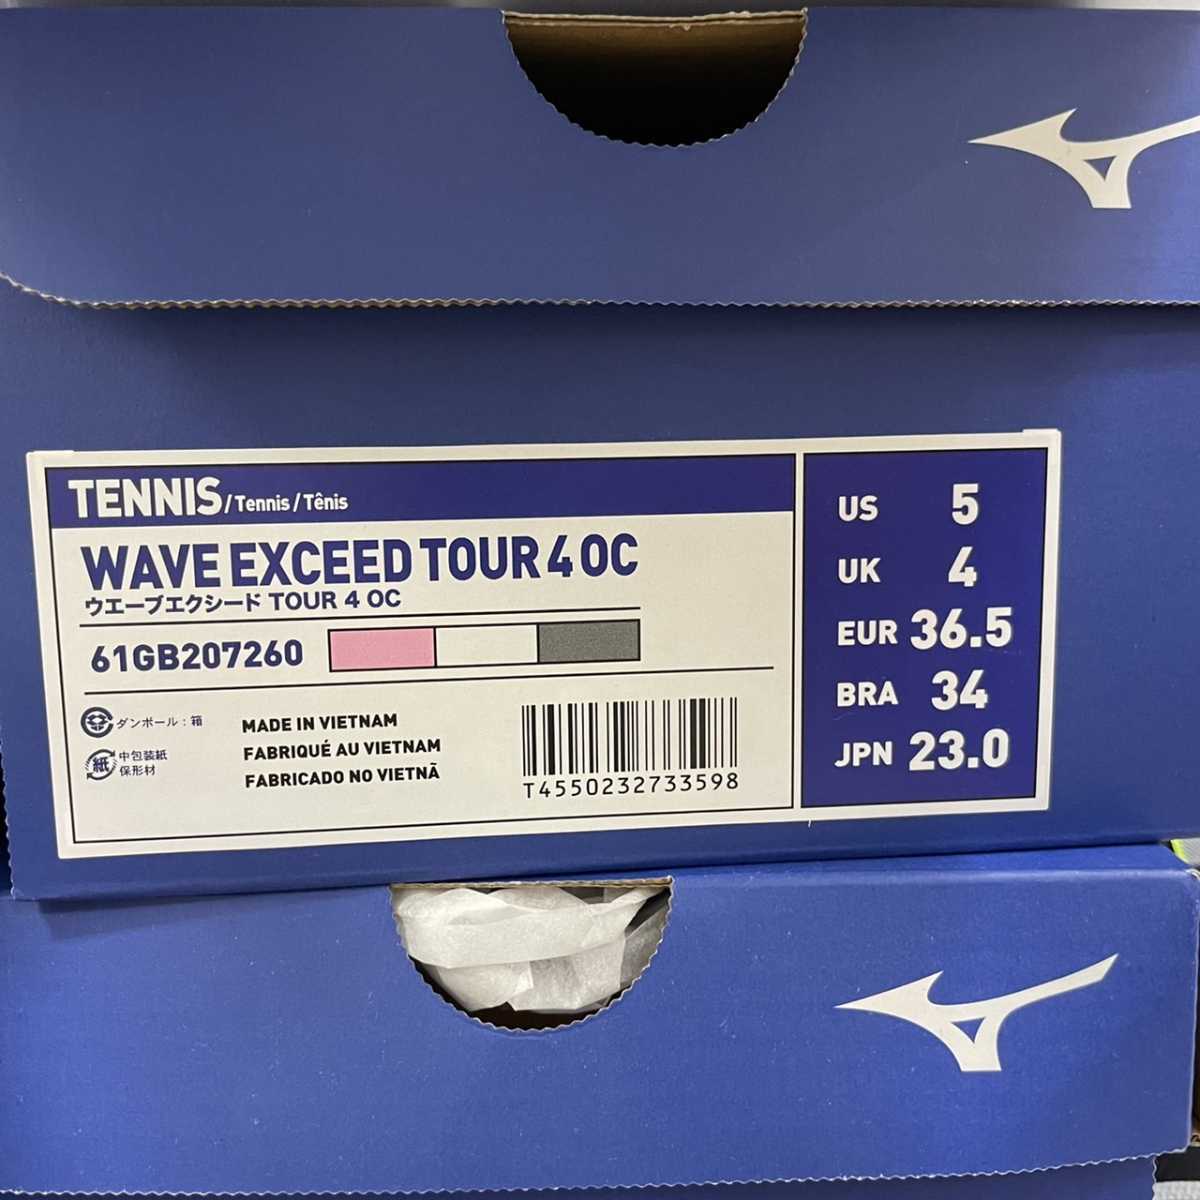 TENNIS/Tennis/Tênis
WAVE EXCEED TOUR 4 OC
ウエーブエクシード TOUR 4 OC
61GB207260
ダンボール：箱
紙
中包装紙
保形材
MADE IN VIETNAM
FABRIQUÉ AU VIETNAM
FABRICADO NO VIETNÃ
T4550232733598
US 5
UK 4
EUR 36.5
BRA 34
JPN 23.0